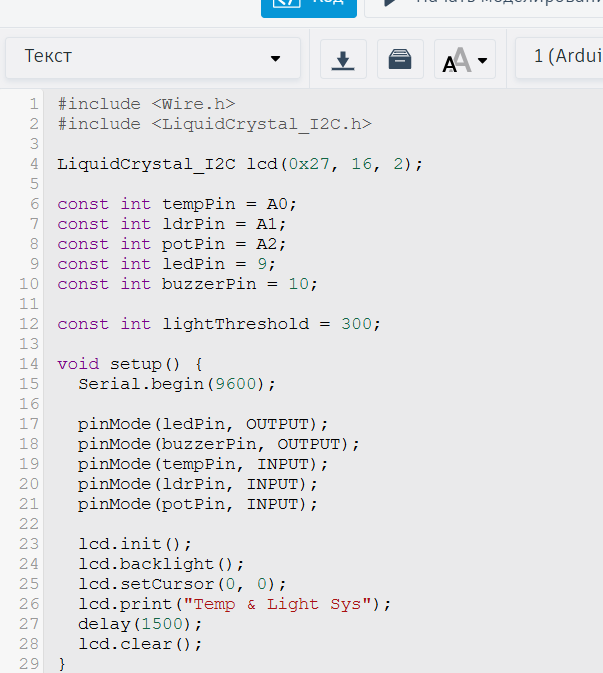 Код
Начать моделировани
Текст
1 (Ardui
1 #include <Wire.h>
2 #include <LiquidCrystal_I2C.h>
3
4 LiquidCrystal_I2C lcd(0x27, 16, 2);
5
6 const int tempPin = A0;
7 const int ldrPin = A1;
8 const int potPin = A2;
9 const int ledPin = 9;
10 const int buzzerPin = 10;
11
12 const int lightThreshold = 300;
13
14 void setup() {
15   Serial.begin(9600);
16
17   pinMode(ledPin, OUTPUT);
18   pinMode(buzzerPin, OUTPUT);
19   pinMode(tempPin, INPUT);
20   pinMode(ldrPin, INPUT);
21   pinMode(potPin, INPUT);
22
23   lcd.init();
24   lcd.backlight();
25   lcd.setCursor(0, 0);
26   lcd.print("Temp & Light Sys");
27   delay(1500);
28   lcd.clear();
29 }